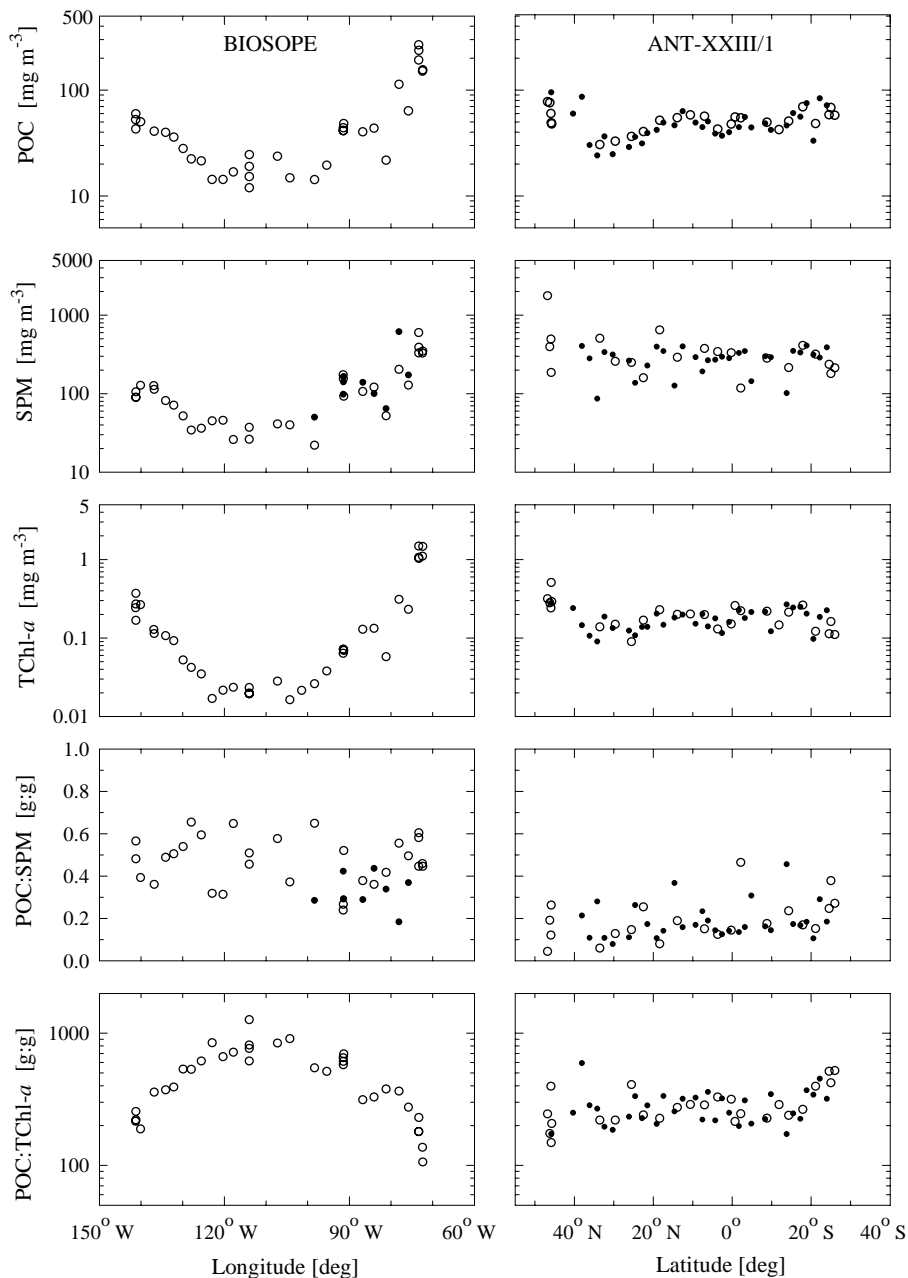 BIOSOPE
500
100
10
POC [mg m-3]
ANT-XXIII/1
5000
1000
100
10
SPM [mg m-3]
5
1
0.1
0.01
TChl-a [mg m-3]
1.0
0.8
0.6
0.4
0.2
0.0
POC:SPM [g:g]
1000
100
POC:TChl-a [g:g]
150° W 120° W 90° W 60° W
Longitude [deg]
40° N 20° N 0° 20° S 40° S
Latitude [deg]